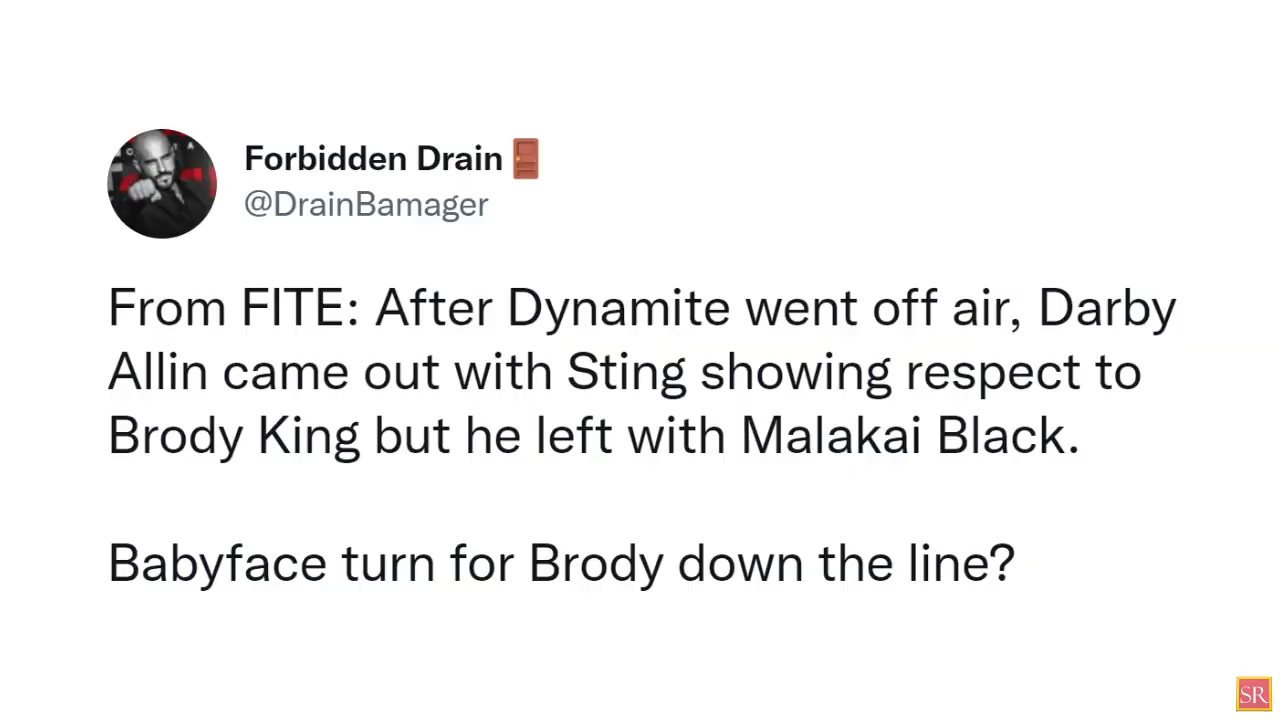 Forbidden Drain🚪
@DrainBamager
From FITE: After Dynamite went off air, Darby
Allin came out with Sting showing respect to
Brody King but he left with Malakai Black.
Babyface turn for Brody down the line?
SR